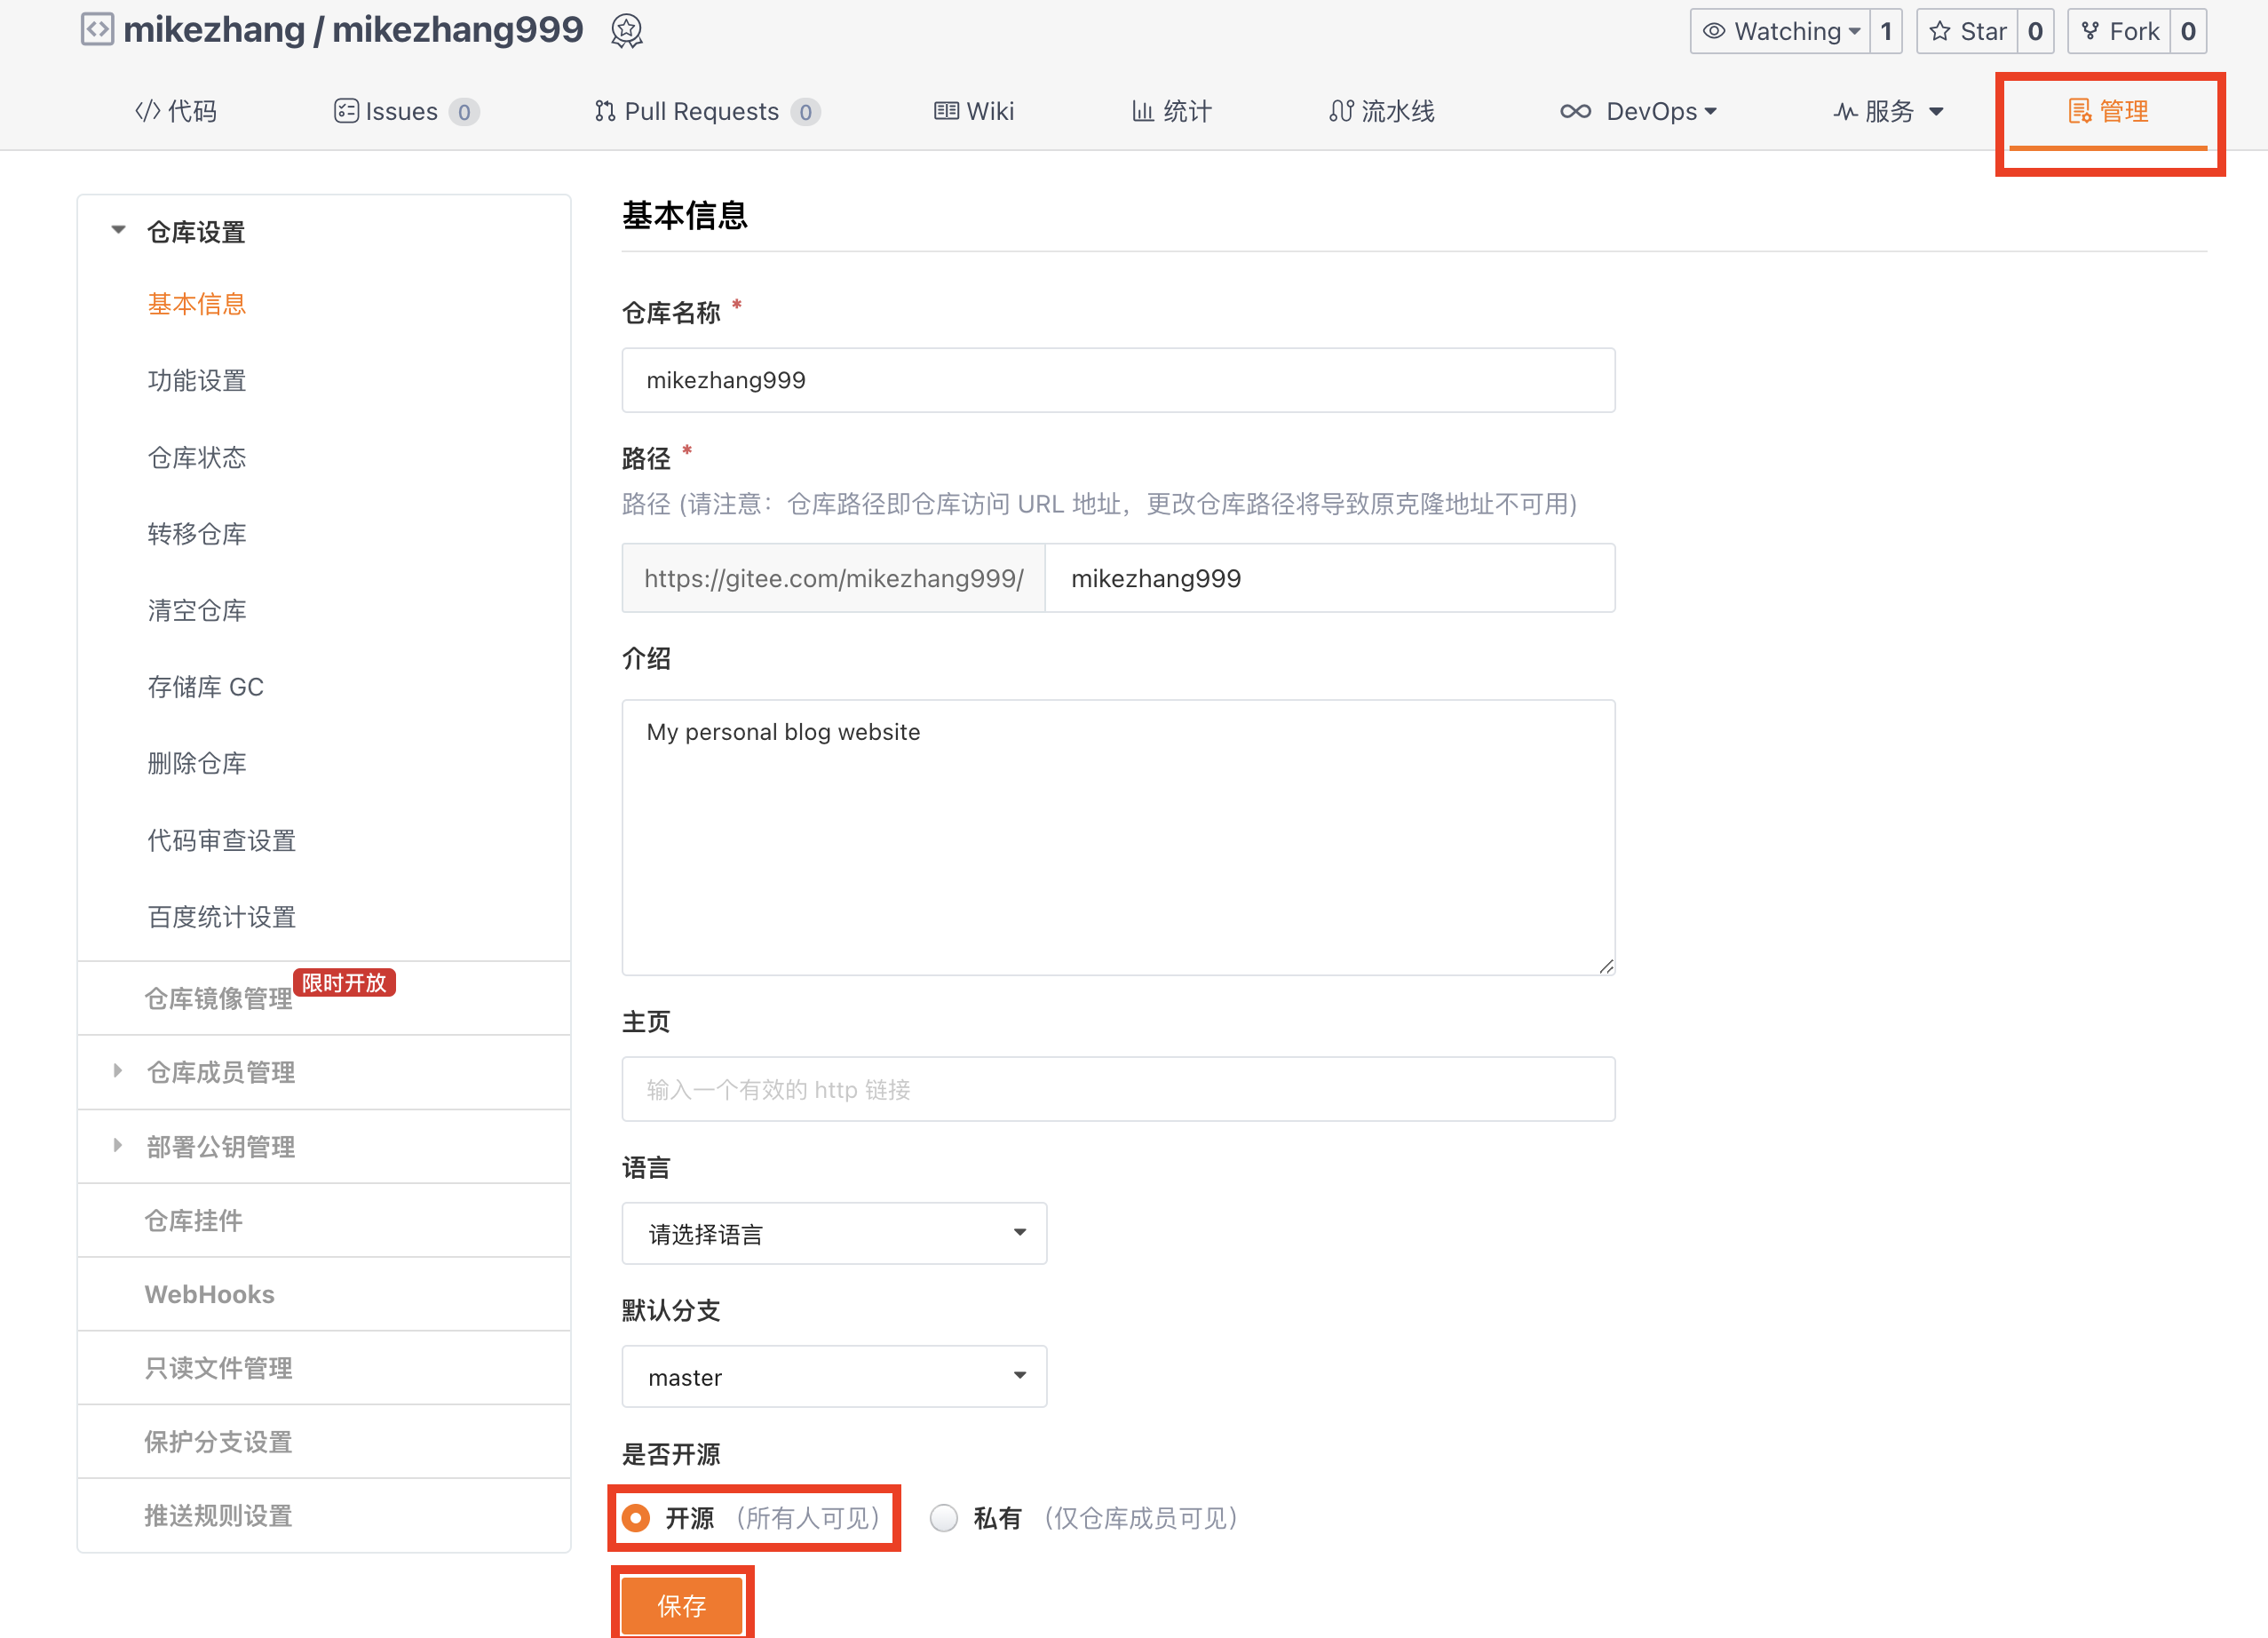 mikezhang / mikezhang999
Watching 1 Star 0 Fork 0
代码 Issues 0 Pull Requests 0 Wiki 统计 流水线 DevOps 服务 管理
仓库设置
基本信息
功能设置
仓库状态
转移仓库
清空仓库
存储库 GC
删除仓库
代码审查设置
百度统计设置
仓库镜像管理 限时开放
仓库成员管理
部署公钥管理
仓库挂件
WebHooks
只读文件管理
保护分支设置
推送规则设置
基本信息
仓库名称 *
mikezhang999
路径 *
路径 (请注意：仓库路径即仓库访问 URL 地址，更改仓库路径将导致原克隆地址不可用)
https://gitee.com/mikezhang999/ mikezhang999
介绍
My personal blog website
主页
输入一个有效的 http 链接
语言
请选择语言
默认分支
master
是否开源
开源 （所有人可见） 私有 （仅仓库成员可见）
保存